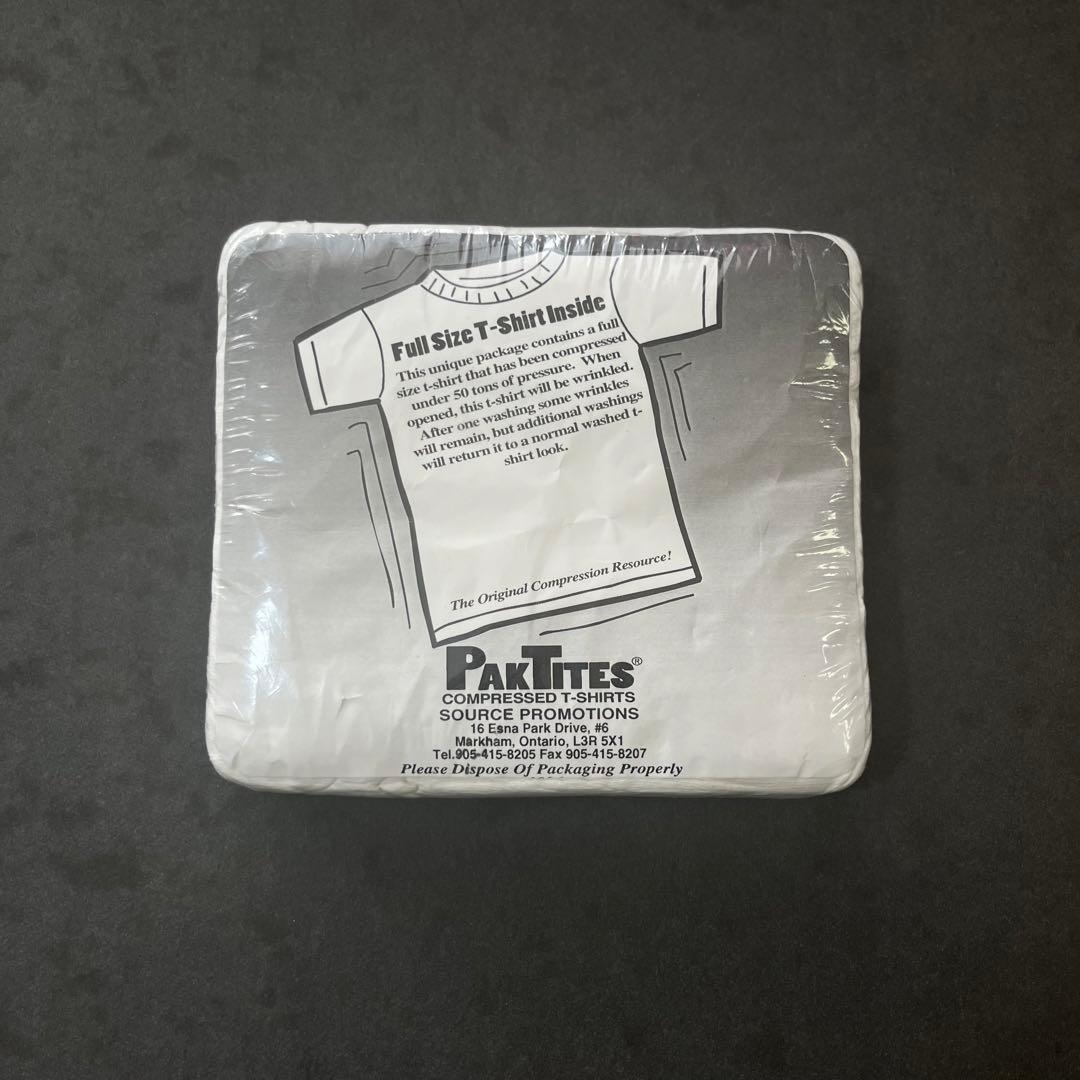 Full Size T-Shirt Inside
This unique package contains a full
size t-shirt that has been compressed
under 50 tons of pressure. When
opened, this t-shirt will be wrinkled.
After one washing some wrinkles
will remain, but additional washings
will return it to a normal washed t-
shirt look.
The Original Compression Resource!
PAKTITES®
COMPRESSED T-SHIRTS
SOURCE PROMOTIONS
16 Esna Park Drive, #6
Markham, Ontario, L3R 5X1
Tel.905-415-8205 Fax 905-415-8207
Please Dispose Of Packaging Properly